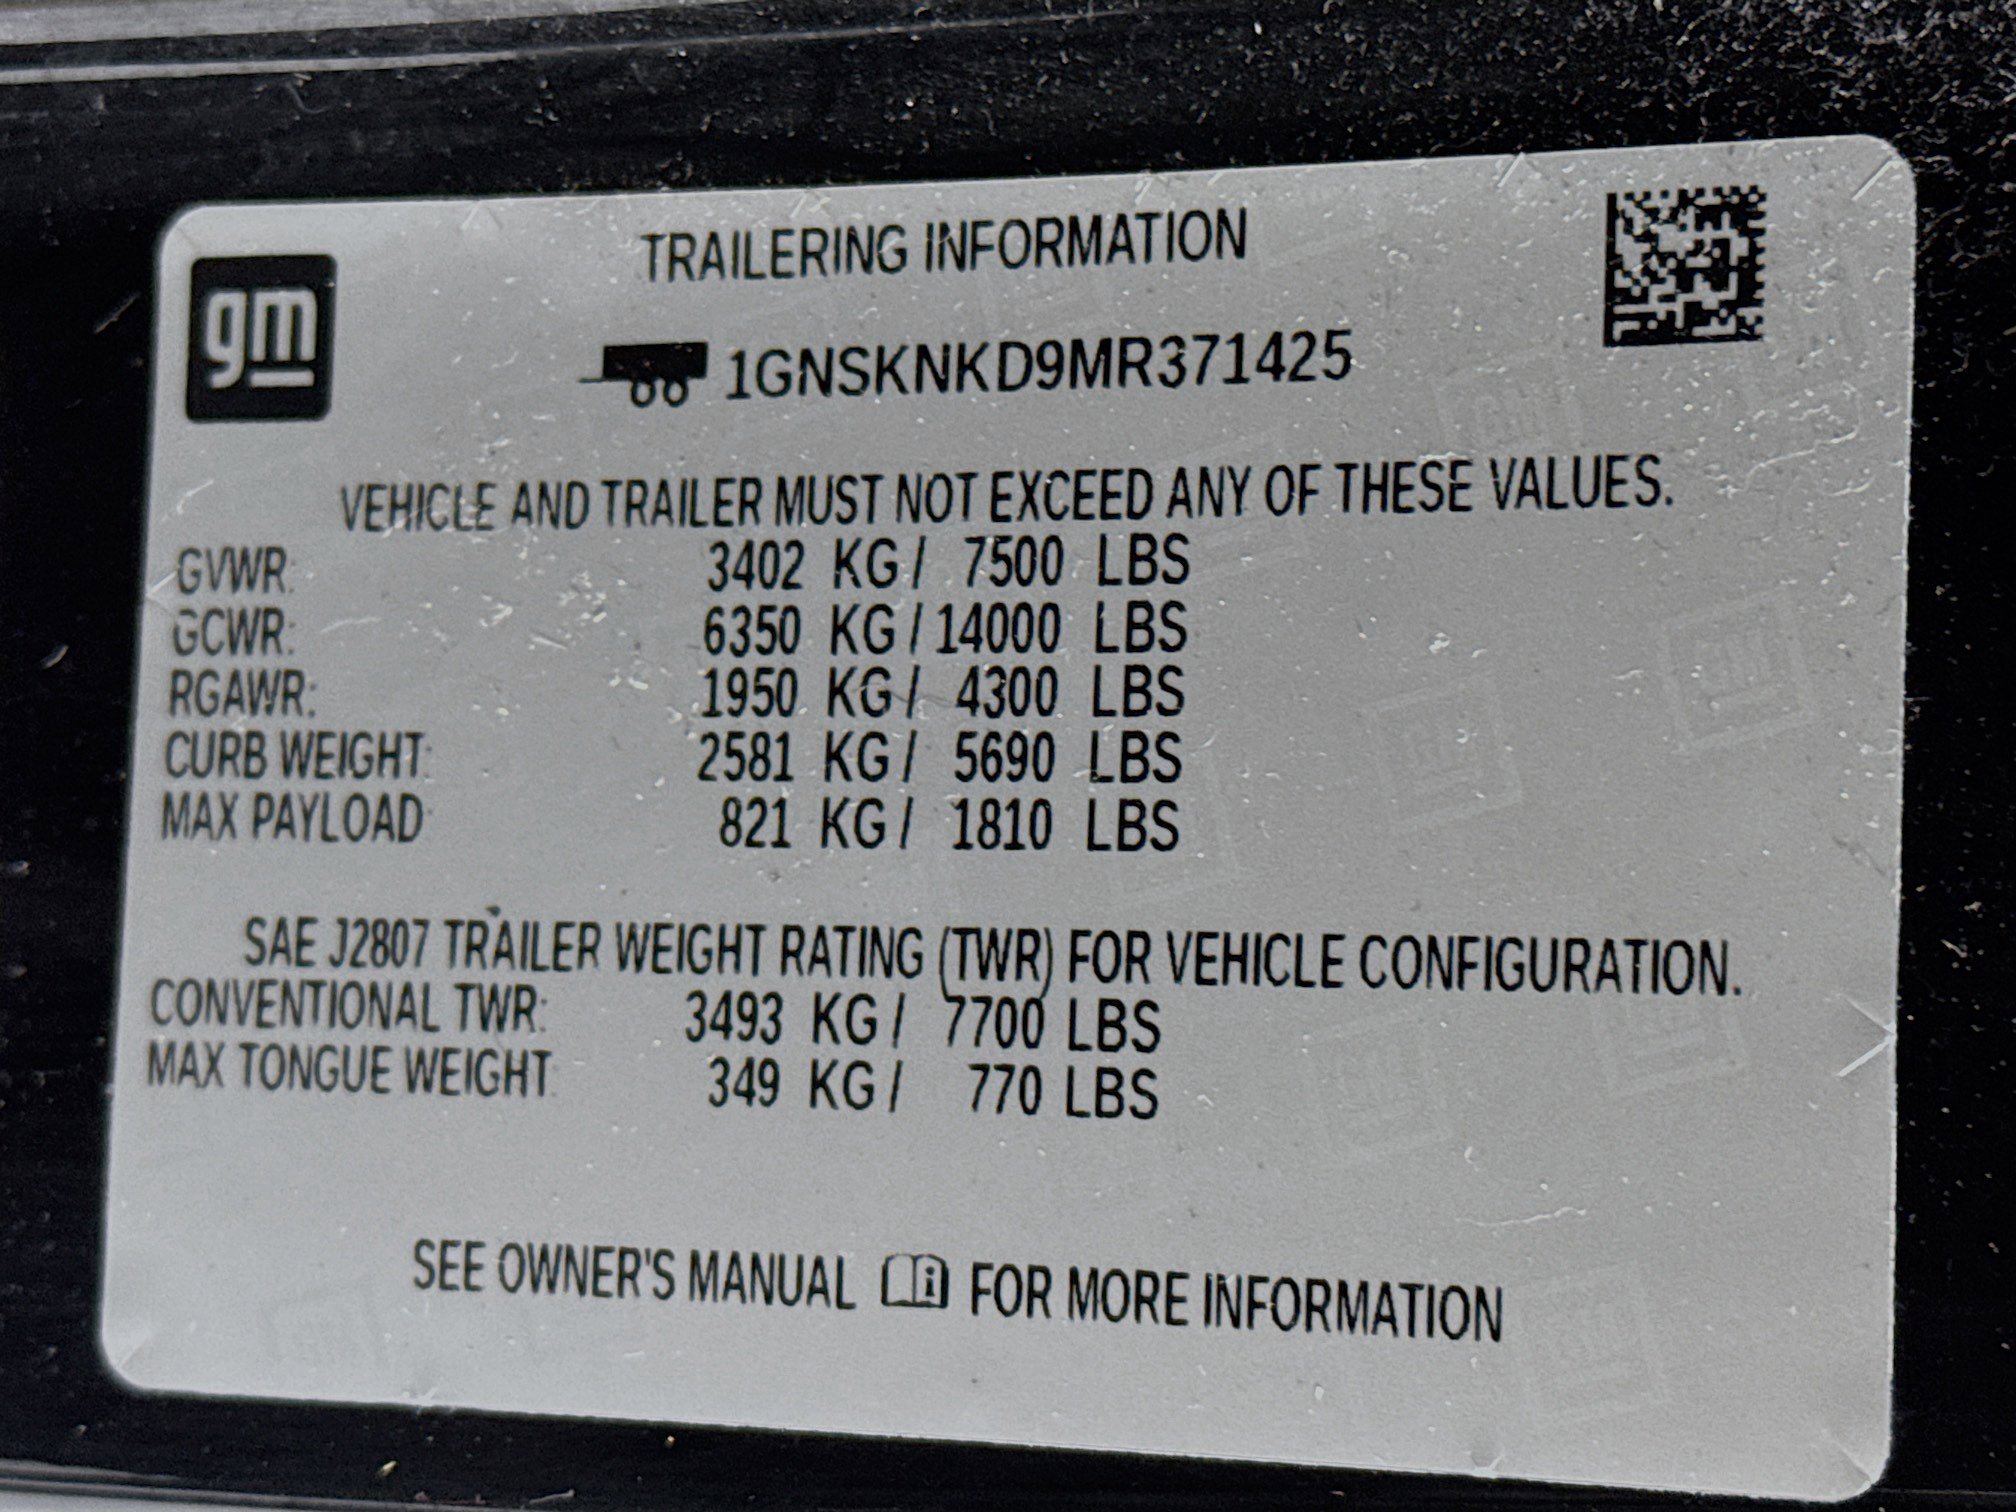 gm
TRAILERING INFORMATION
1GNSKNKD9MR371425
VEHICLE AND TRAILER MUST NOT EXCEED ANY OF THESE VALUES.
GVWR: 3402 KG / 7500 LBS
GCWR: 6350 KG / 14000 LBS
RGAWR: 1950 KG / 4300 LBS
CURB WEIGHT: 2581 KG / 5690 LBS
MAX PAYLOAD: 821 KG / 1810 LBS
SAE J2807 TRAILER WEIGHT RATING (TWR) FOR VEHICLE CONFIGURATION.
CONVENTIONAL TWR: 3493 KG / 7700 LBS
MAX TONGUE WEIGHT: 349 KG / 770 LBS
SEE OWNER'S MANUAL FOR MORE INFORMATION